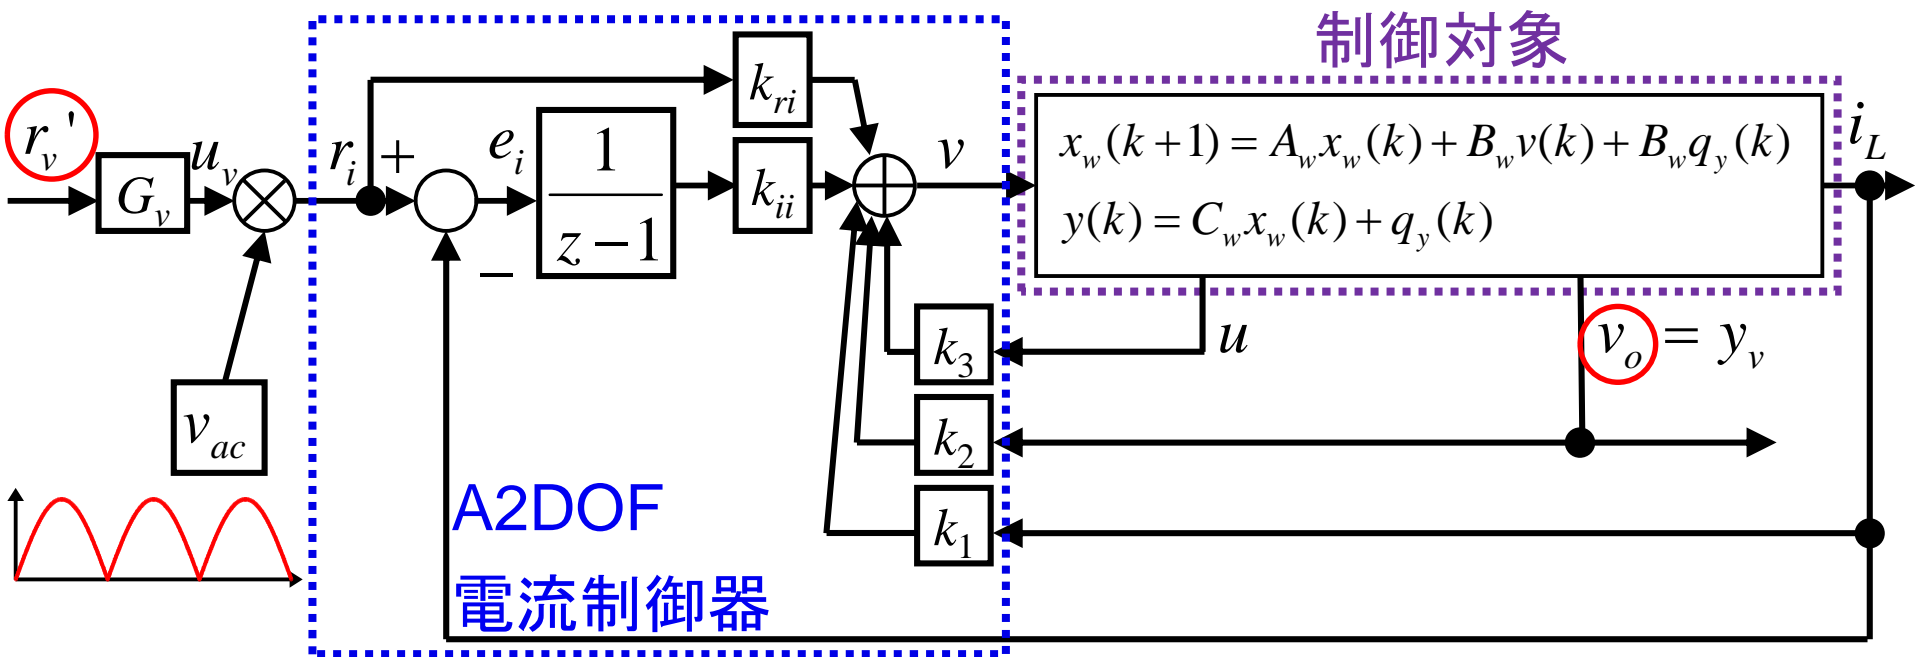 制御対象
r_v'
G_v
u_v
v_ac
r_i
+
−
e_i
1
z−1
k_ri
k_ii
v
x_w(k+1) = A_w x_w(k) + B_w v(k) + B_w q_y(k)
y(k) = C_w x_w(k) + q_y(k)
i_L
k_3
u
v_o = y_v
k_2
k_1
A2DOF
電流制御器